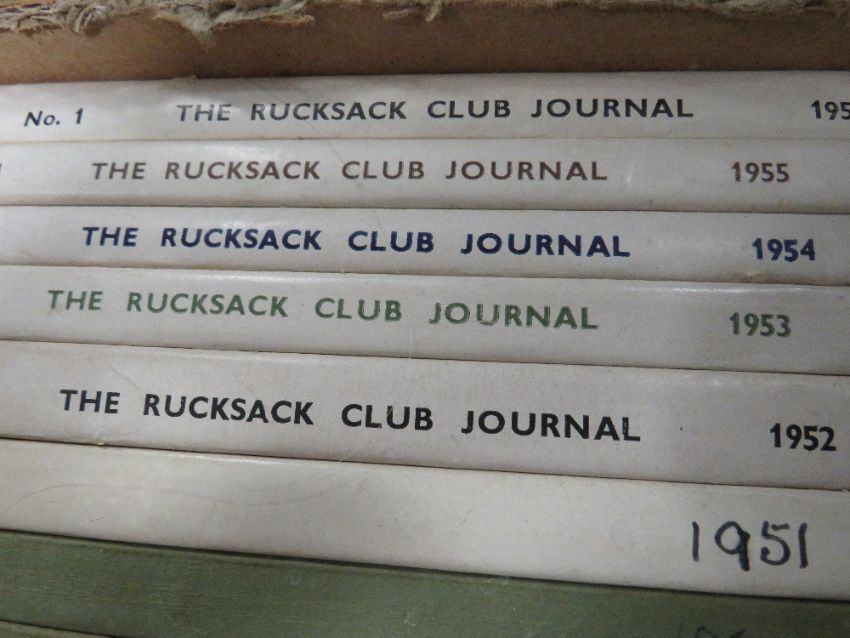 No. 1 THE RUCKSACK CLUB JOURNAL 195
THE RUCKSACK CLUB JOURNAL 1955
THE RUCKSACK CLUB JOURNAL 1954
THE RUCKSACK CLUB JOURNAL 1953
THE RUCKSACK CLUB JOURNAL 1952
1951